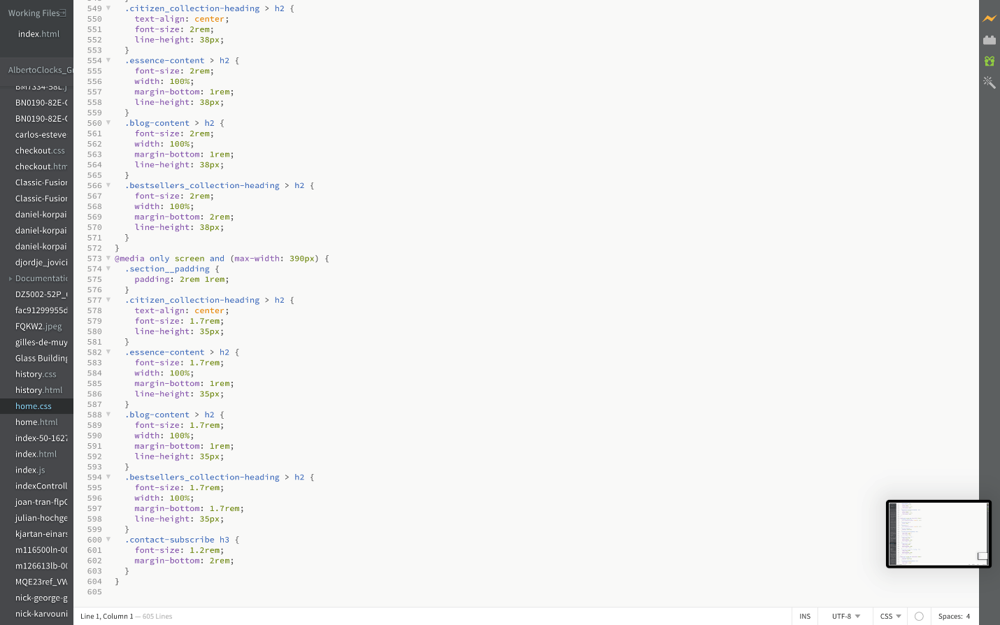 Working Files
index.html
AlbertoClocks_G
BM7334-58L.j
BN0190-82E-
BN0190-82E-
carlos-esteve
checkout.css
checkout.htm
Classic-Fusion
Classic-Fusion
daniel-korpai
daniel-korpai
daniel-korpai
djordje_jovici
Documentatio
DZ5002-52P_
fac91299955d
FQKW2.jpeg
gilles-de-muy
Glass Building
history.css
history.html
home.css
home.html
index-50-1627
index.html
index.js
indexControll
joan-tran-flp
julian-hochge
kjartan-einars
m116500ln-00
m126613lb-00
MQE23ref_VW
nick-george-g
nick-karvouni
549 .citizen_collection-heading > h2 {
550 text-align: center;
551 font-size: 2rem;
552 line-height: 38px;
553 }
554 .essence-content > h2 {
555 font-size: 2rem;
556 width: 100%;
557 margin-bottom: 1rem;
558 line-height: 38px;
559 }
560 .blog-content > h2 {
561 font-size: 2rem;
562 width: 100%;
563 margin-bottom: 1rem;
564 line-height: 38px;
565 }
566 .bestsellers_collection-heading > h2 {
567 font-size: 2rem;
568 width: 100%;
569 margin-bottom: 2rem;
570 line-height: 38px;
571 }
572 }
573 @media only screen and (max-width: 390px) {
574 .section__padding {
575 padding: 2rem 1rem;
576 }
577 .citizen_collection-heading > h2 {
578 text-align: center;
579 font-size: 1.7rem;
580 line-height: 35px;
581 }
582 .essence-content > h2 {
583 font-size: 1.7rem;
584 width: 100%;
585 margin-bottom: 1rem;
586 line-height: 35px;
587 }
588 .blog-content > h2 {
589 font-size: 1.7rem;
590 width: 100%;
591 margin-bottom: 1rem;
592 line-height: 35px;
593 }
594 .bestsellers_collection-heading > h2 {
595 font-size: 1.7rem;
596 width: 100%;
597 margin-bottom: 1.7rem;
598 line-height: 35px;
599 }
600 .contact-subscribe h3 {
601 font-size: 1.2rem;
602 margin-bottom: 2rem;
603 }
604 }
605
Line 1, Column 1 — 605 Lines
INS UTF-8 CSS Spaces: 4